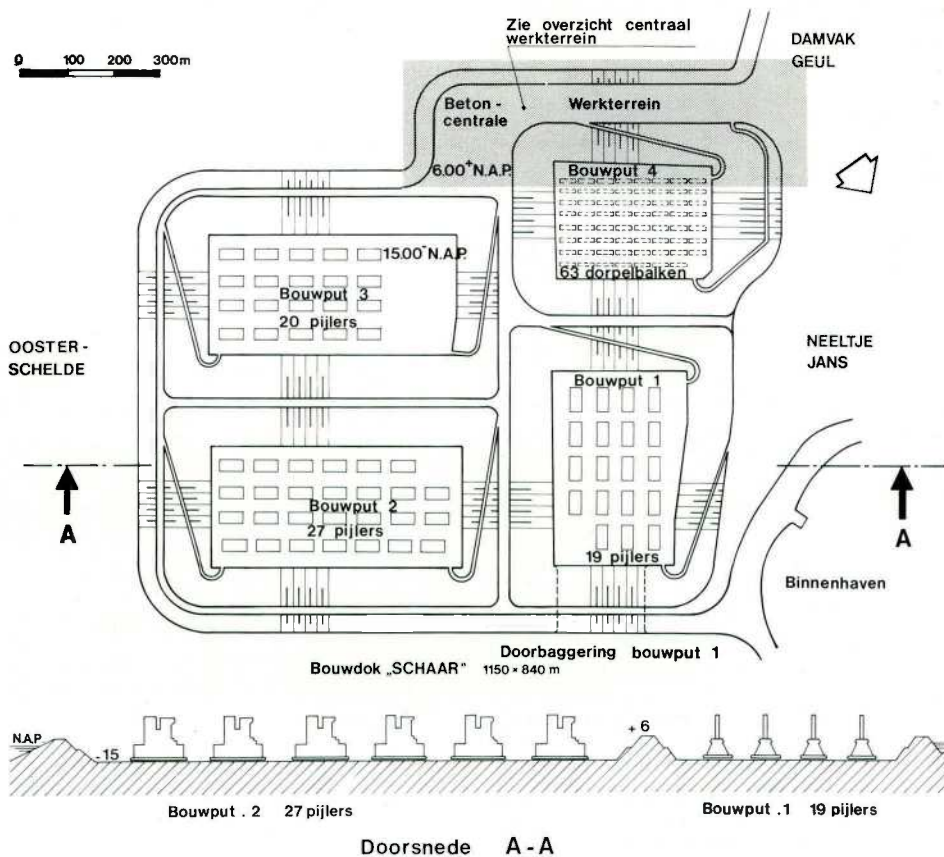 Zie overzicht centraal
werkterrein
DAMVAK
GEUL
0 100 200 300m
Beton-
centrale
Werkterrein
6.00⁺ N.A.P.
Bouwput 4
63 dorpelbalken
15.00⁻ N.A.P.
Bouwput 3
20 pijlers
OOSTER-
SCHELDE
NEELTJE
JANS
Bouwput 1
19 pijlers
Bouwput 2
27 pijlers
A
A
Binnenhaven
Doorbaggering bouwput 1
Bouwdok „SCHAAR” 1150 × 840 m
N.A.P
-15
+6
Bouwput . 2 27 pijlers
Bouwput .1 19 pijlers
Doorsnede A-A